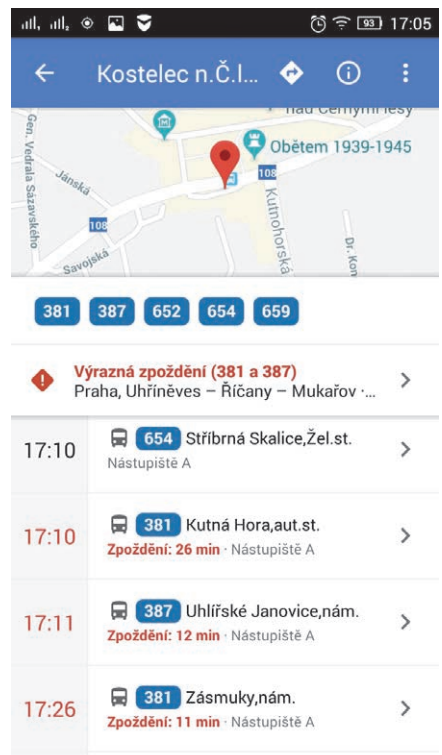 93 17:05
Kostelec n.Č.l...
nad Černými lesy
Obětem 1939-1945
Gen. Vedrala Sázavského
Jánská
108
Kutnohorská
108
Savojská
Dr. Kon
381 387 652 654 659
Výrazná zpoždění (381 a 387)
Praha, Uhříněves – Říčany – Mukařov ·...
17:10 654 Stříbrná Skalice,Žel.st.
Nástupiště A
17:10 381 Kutná Hora,aut.st.
Zpoždění: 26 min · Nástupiště A
17:11 387 Uhlířské Janovice,nám.
Zpoždění: 12 min · Nástupiště A
17:26 381 Zásmuky,nám.
Zpoždění: 11 min · Nástupiště A